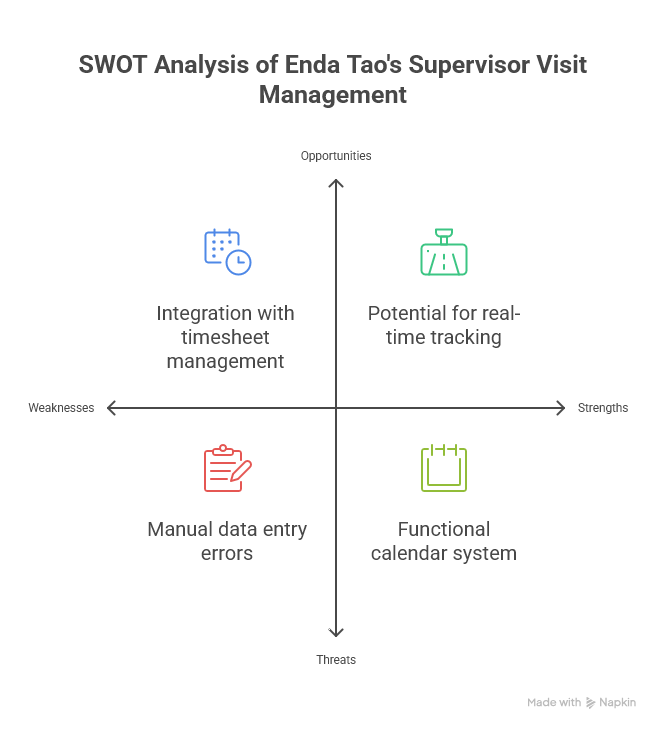 SWOT Analysis of Enda Tao's Supervisor Visit
Management
Opportunities
Integration with
timesheet
management
Potential for real-
time tracking
Weaknesses
Strengths
Manual data entry
errors
Functional
calendar system
Threats
Made with Napkin